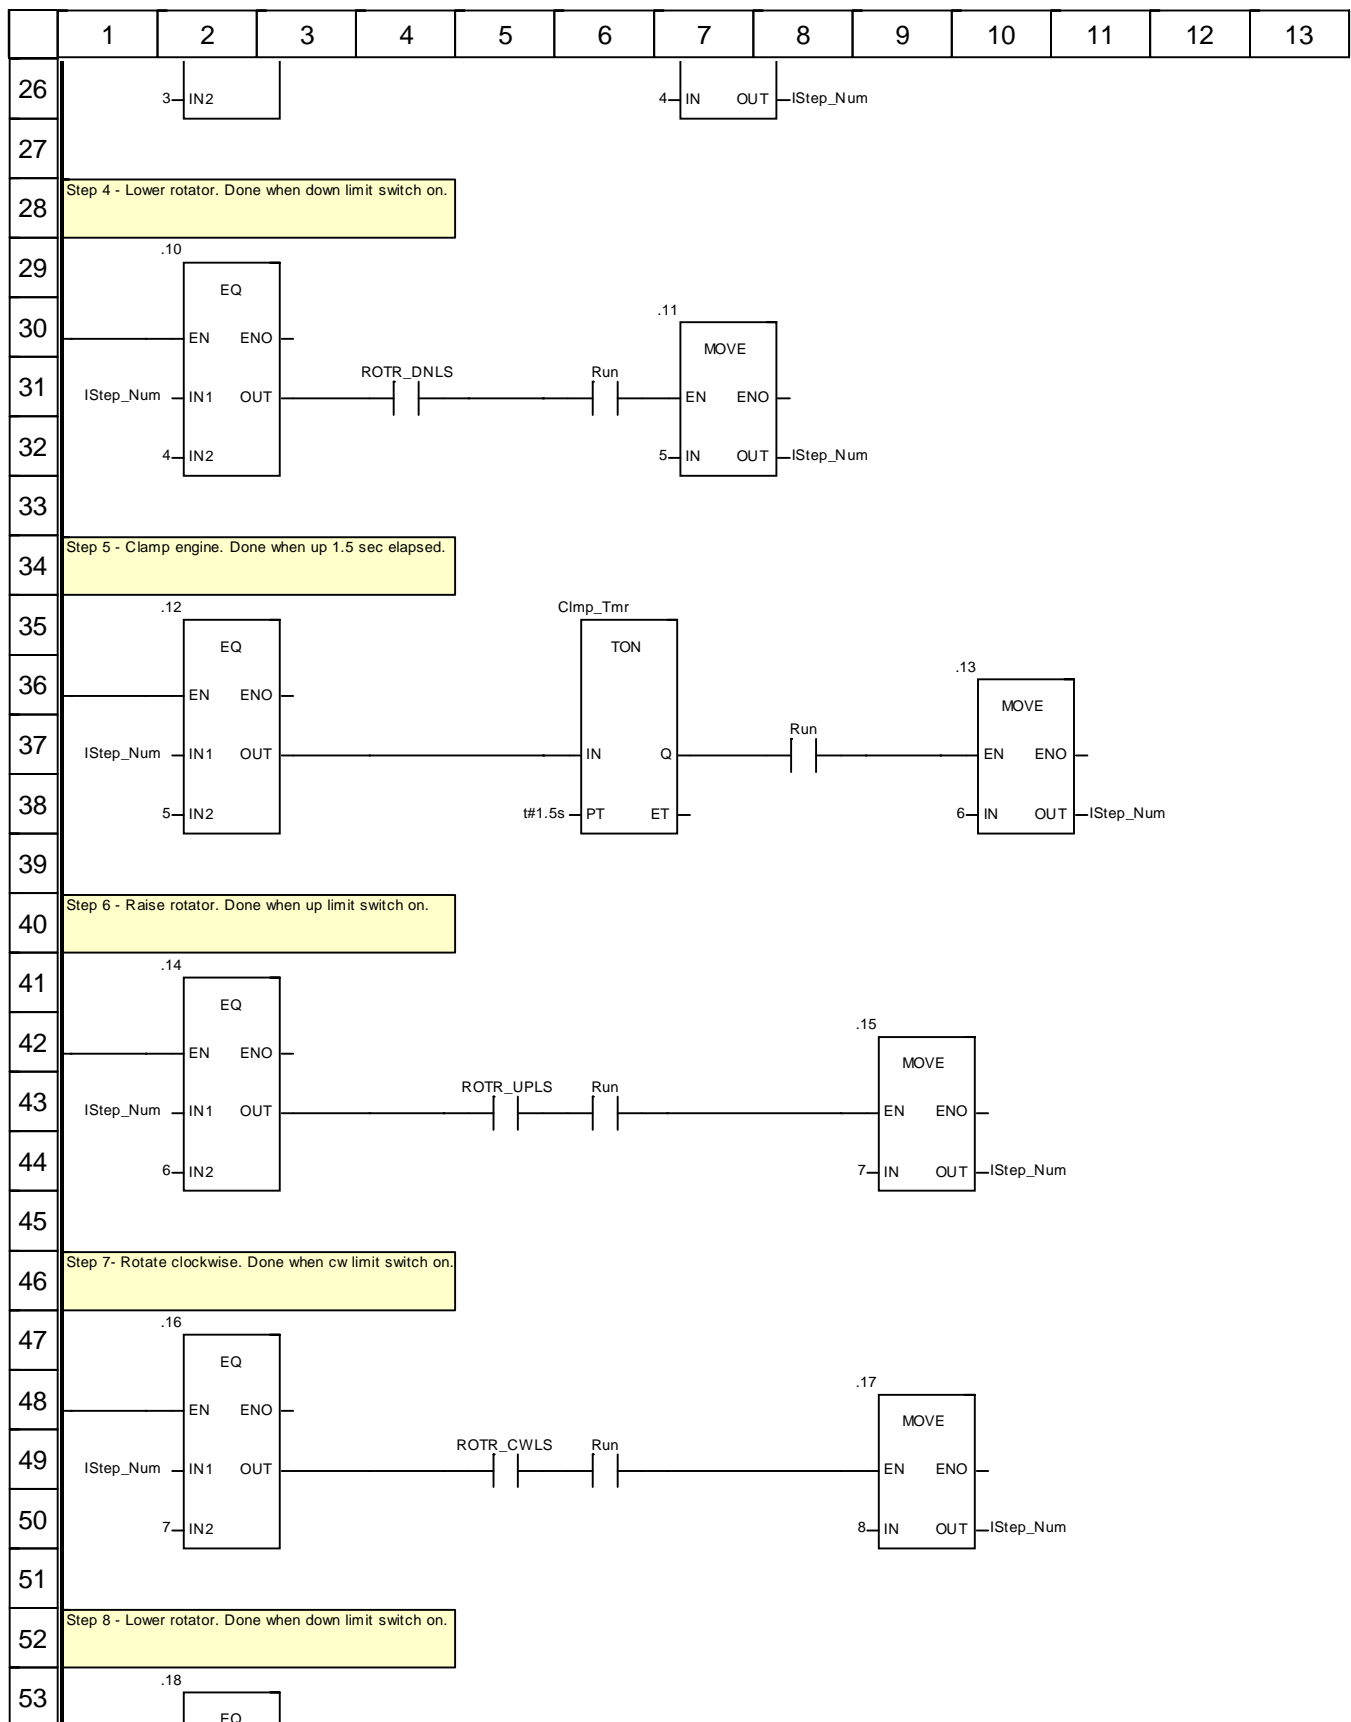 1 2 3 4 5 6 7 8 9 10 11 12 13
26
3 IN2 4 IN OUT IStep_Num
27
Step 4 - Lower rotator. Done when down limit switch on.
28
.10
29
EQ
.11
30
EN ENO
MOVE
ROTR_DNLS Run
31
IStep_Num IN1 OUT EN ENO
32
4 IN2 5 IN OUT IStep_Num
33
Step 5 - Clamp engine. Done when up 1.5 sec elapsed.
34
.12 Clmp_Tmr
35
EQ TON
.13
36
EN ENO
MOVE
Run
37
IStep_Num IN1 OUT IN Q EN ENO
38
5 IN2 t#1.5s PT ET 6 IN OUT IStep_Num
39
Step 6 - Raise rotator. Done when up limit switch on.
40
.14
41
EQ
.15
42
EN ENO
MOVE
ROTR_UPLS Run
43
IStep_Num IN1 OUT EN ENO
44
6 IN2 7 IN OUT IStep_Num
45
Step 7- Rotate clockwise. Done when cw limit switch on.
46
.16
47
EQ
.17
48
EN ENO
MOVE
ROTR_CWLS Run
49
IStep_Num IN1 OUT EN ENO
50
7 IN2 8 IN OUT IStep_Num
51
Step 8 - Lower rotator. Done when down limit switch on.
52
.18
53
EQ